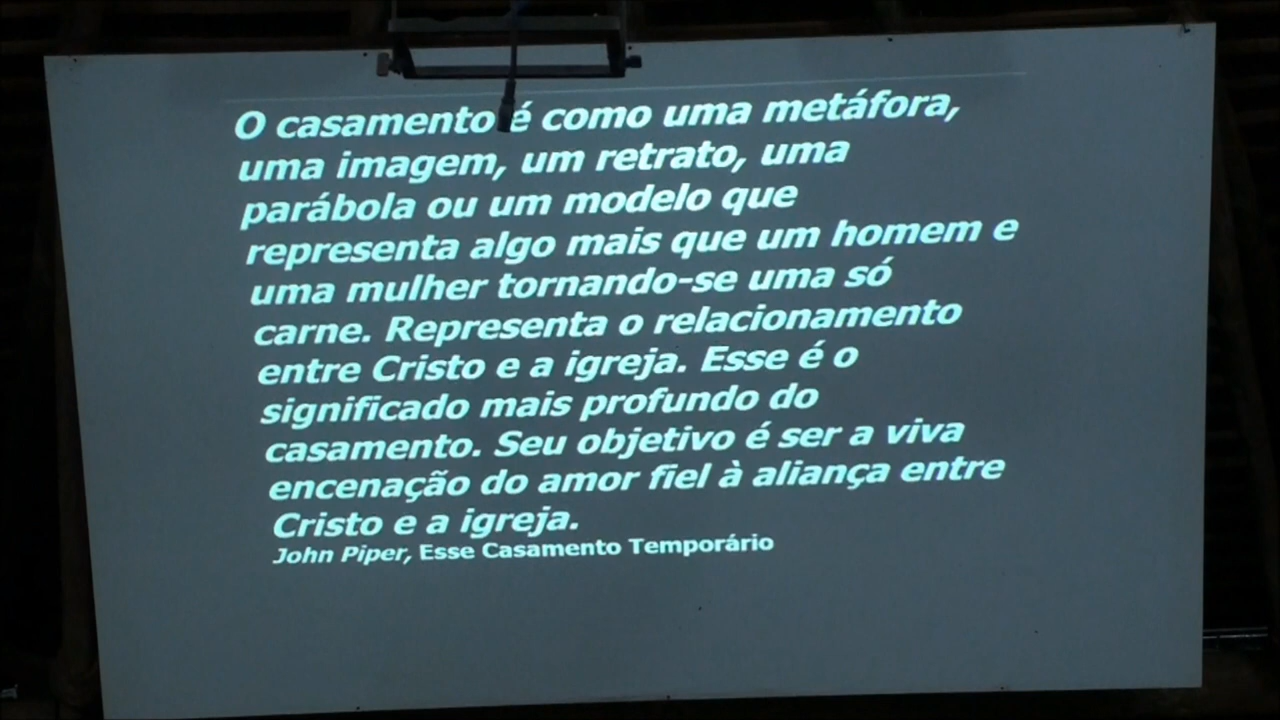 O casamento é como uma metáfora,
uma imagem, um retrato, uma
parábola ou um modelo que
representa algo mais que um homem e
uma mulher tornando-se uma só
carne. Representa o relacionamento
entre Cristo e a igreja. Esse é o
significado mais profundo do
casamento. Seu objetivo é ser a viva
encenação do amor fiel à aliança entre
Cristo e a igreja.
John Piper, Esse Casamento Temporário